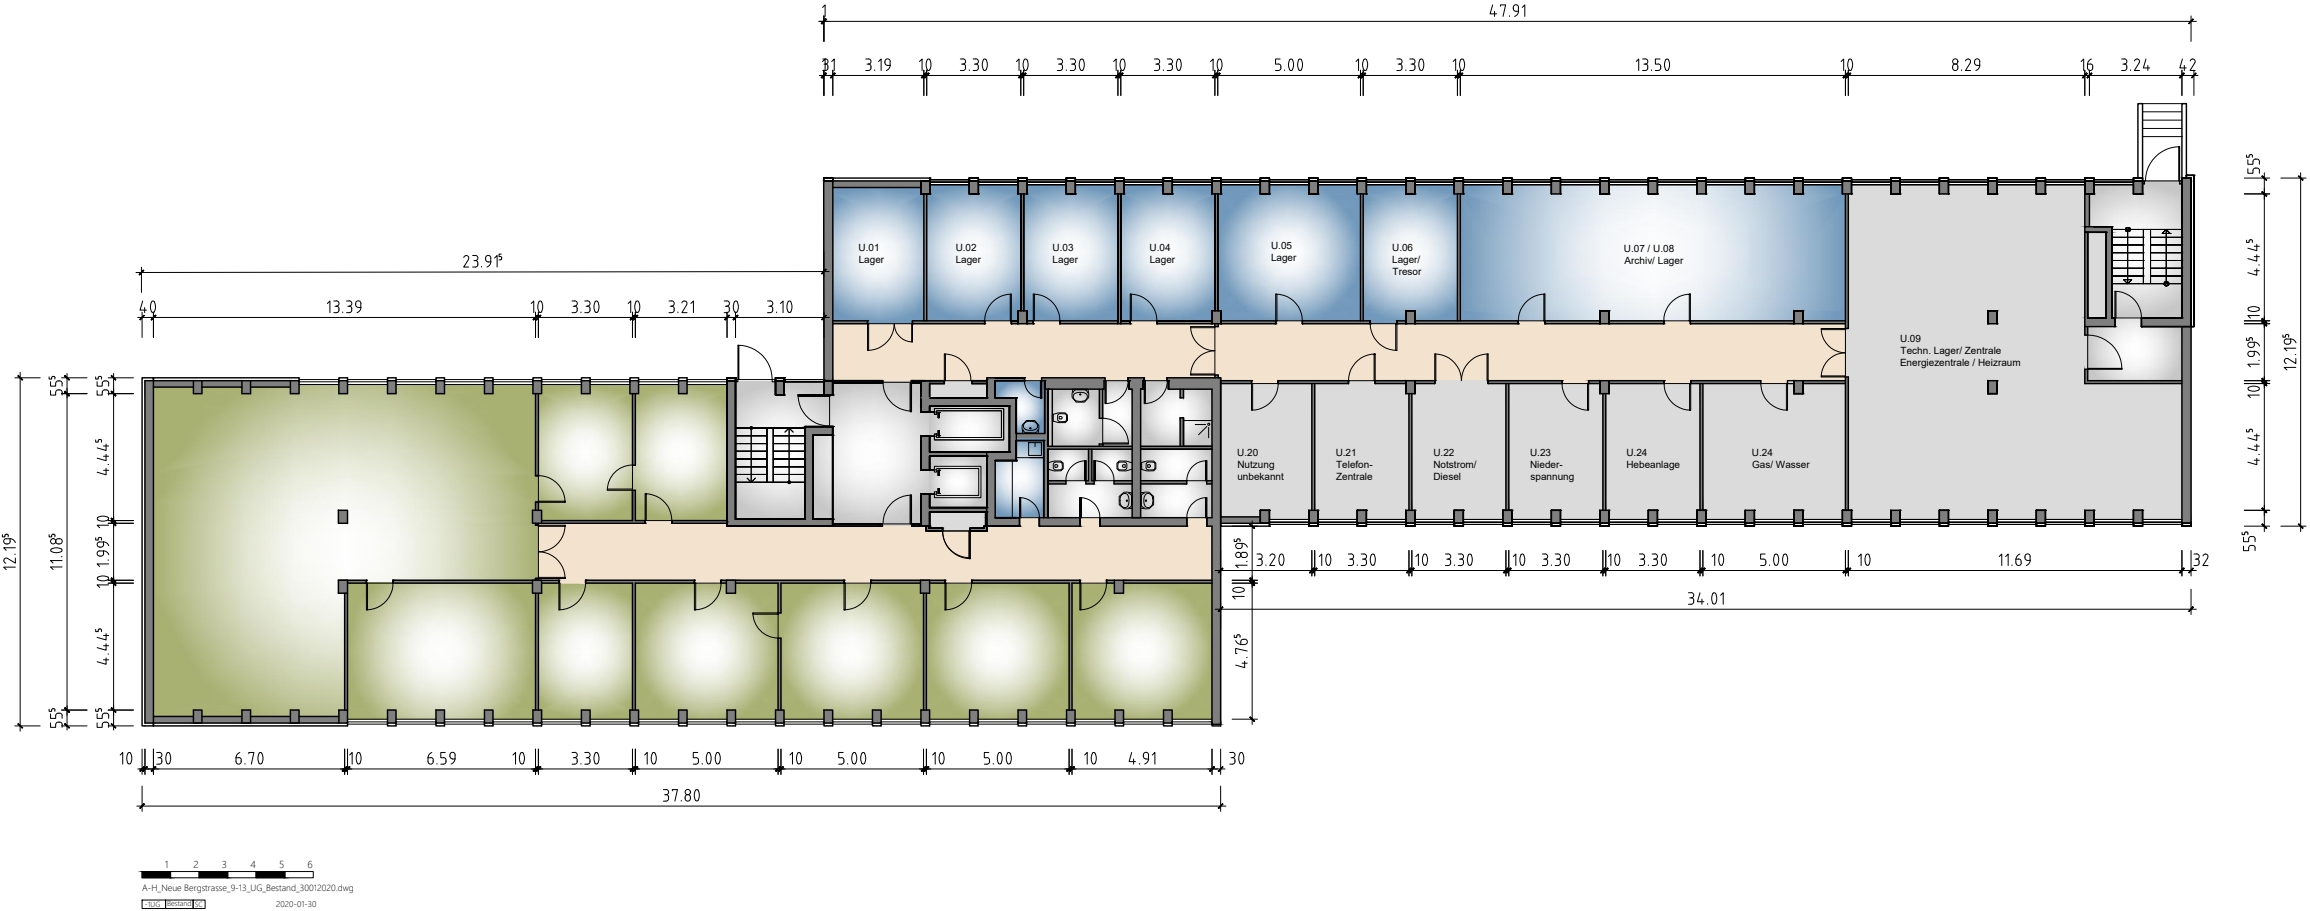 47.91
31 3.19 10 3.30 10 3.30 10 3.30 10 5.00 10 3.30 10 13.50 10 8.29 16 3.24 42
23.91⁵
40 13.39 10 3.30 10 3.21 30 3.10
U.01
Lager
U.02
Lager
U.03
Lager
U.04
Lager
U.05
Lager
U.06
Lager/
Tresor
U.07 / U.08
Archiv/ Lager
U.09
Techn. Lager/ Zentrale
Energiezentrale / Heizraum
U.20
Nutzung
unbekannt
U.21
Telefon-
Zentrale
U.22
Notstrom/
Diesel
U.23
Nieder-
spannung
U.24
Hebeanlage
U.24
Gas/ Wasser
55⁵
4.44⁵
10
1.99⁵
10
4.44⁵
55⁵
12.19⁵
12.19⁵
55⁵
11.08⁵
55⁵
55⁵
4.44⁵
10
1.99⁵
10
4.44⁵
55⁵
1.89⁵
10
4.76⁵
3.20 10 3.30 10 3.30 10 3.30 10 3.30 10 5.00 10 11.69 32
34.01
10 30 6.70 10 6.59 10 3.30 10 5.00 10 5.00 10 5.00 10 4.91 30
37.80
1 2 3 4 5 6
A-H_Neue Bergstrasse_9-13_UG_Bestand_30012020.dwg
-1UG Bestand SC 2020-01-30